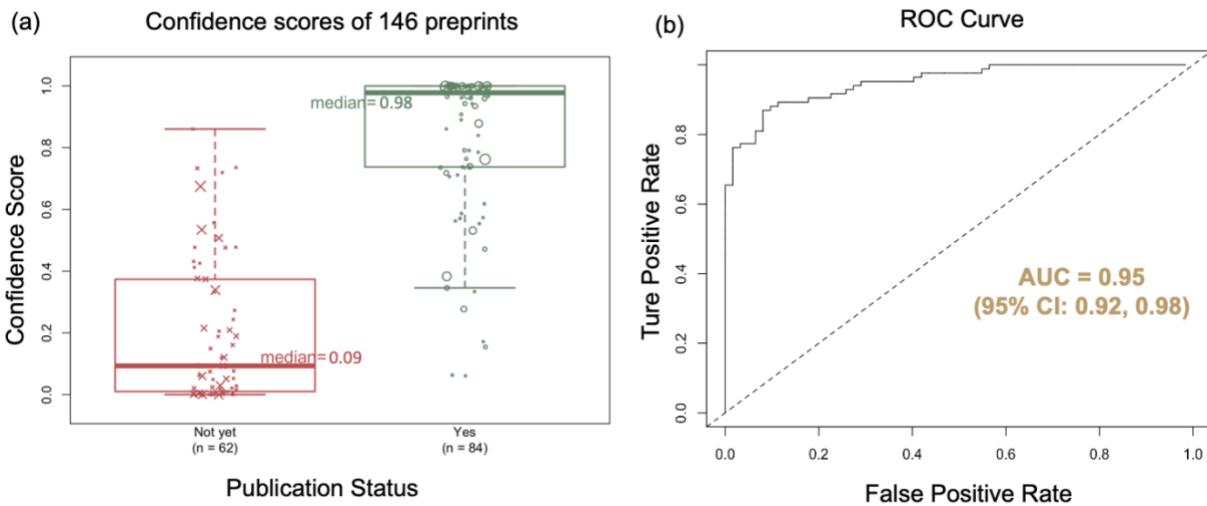 (a)
Confidence scores of 146 preprints
Confidence Score
1.0
0.8
0.6
0.4
0.2
0.0
median=0.98
median=0.09
Not yet
(n = 62)
Yes
(n = 84)
Publication Status
(b)
ROC Curve
Ture Positive Rate
0.8
0.6
0.4
0.2
0.0
AUC = 0.95
(95% CI: 0.92, 0.98)
0.0 0.2 0.4 0.6 0.8 1.0
False Positive Rate